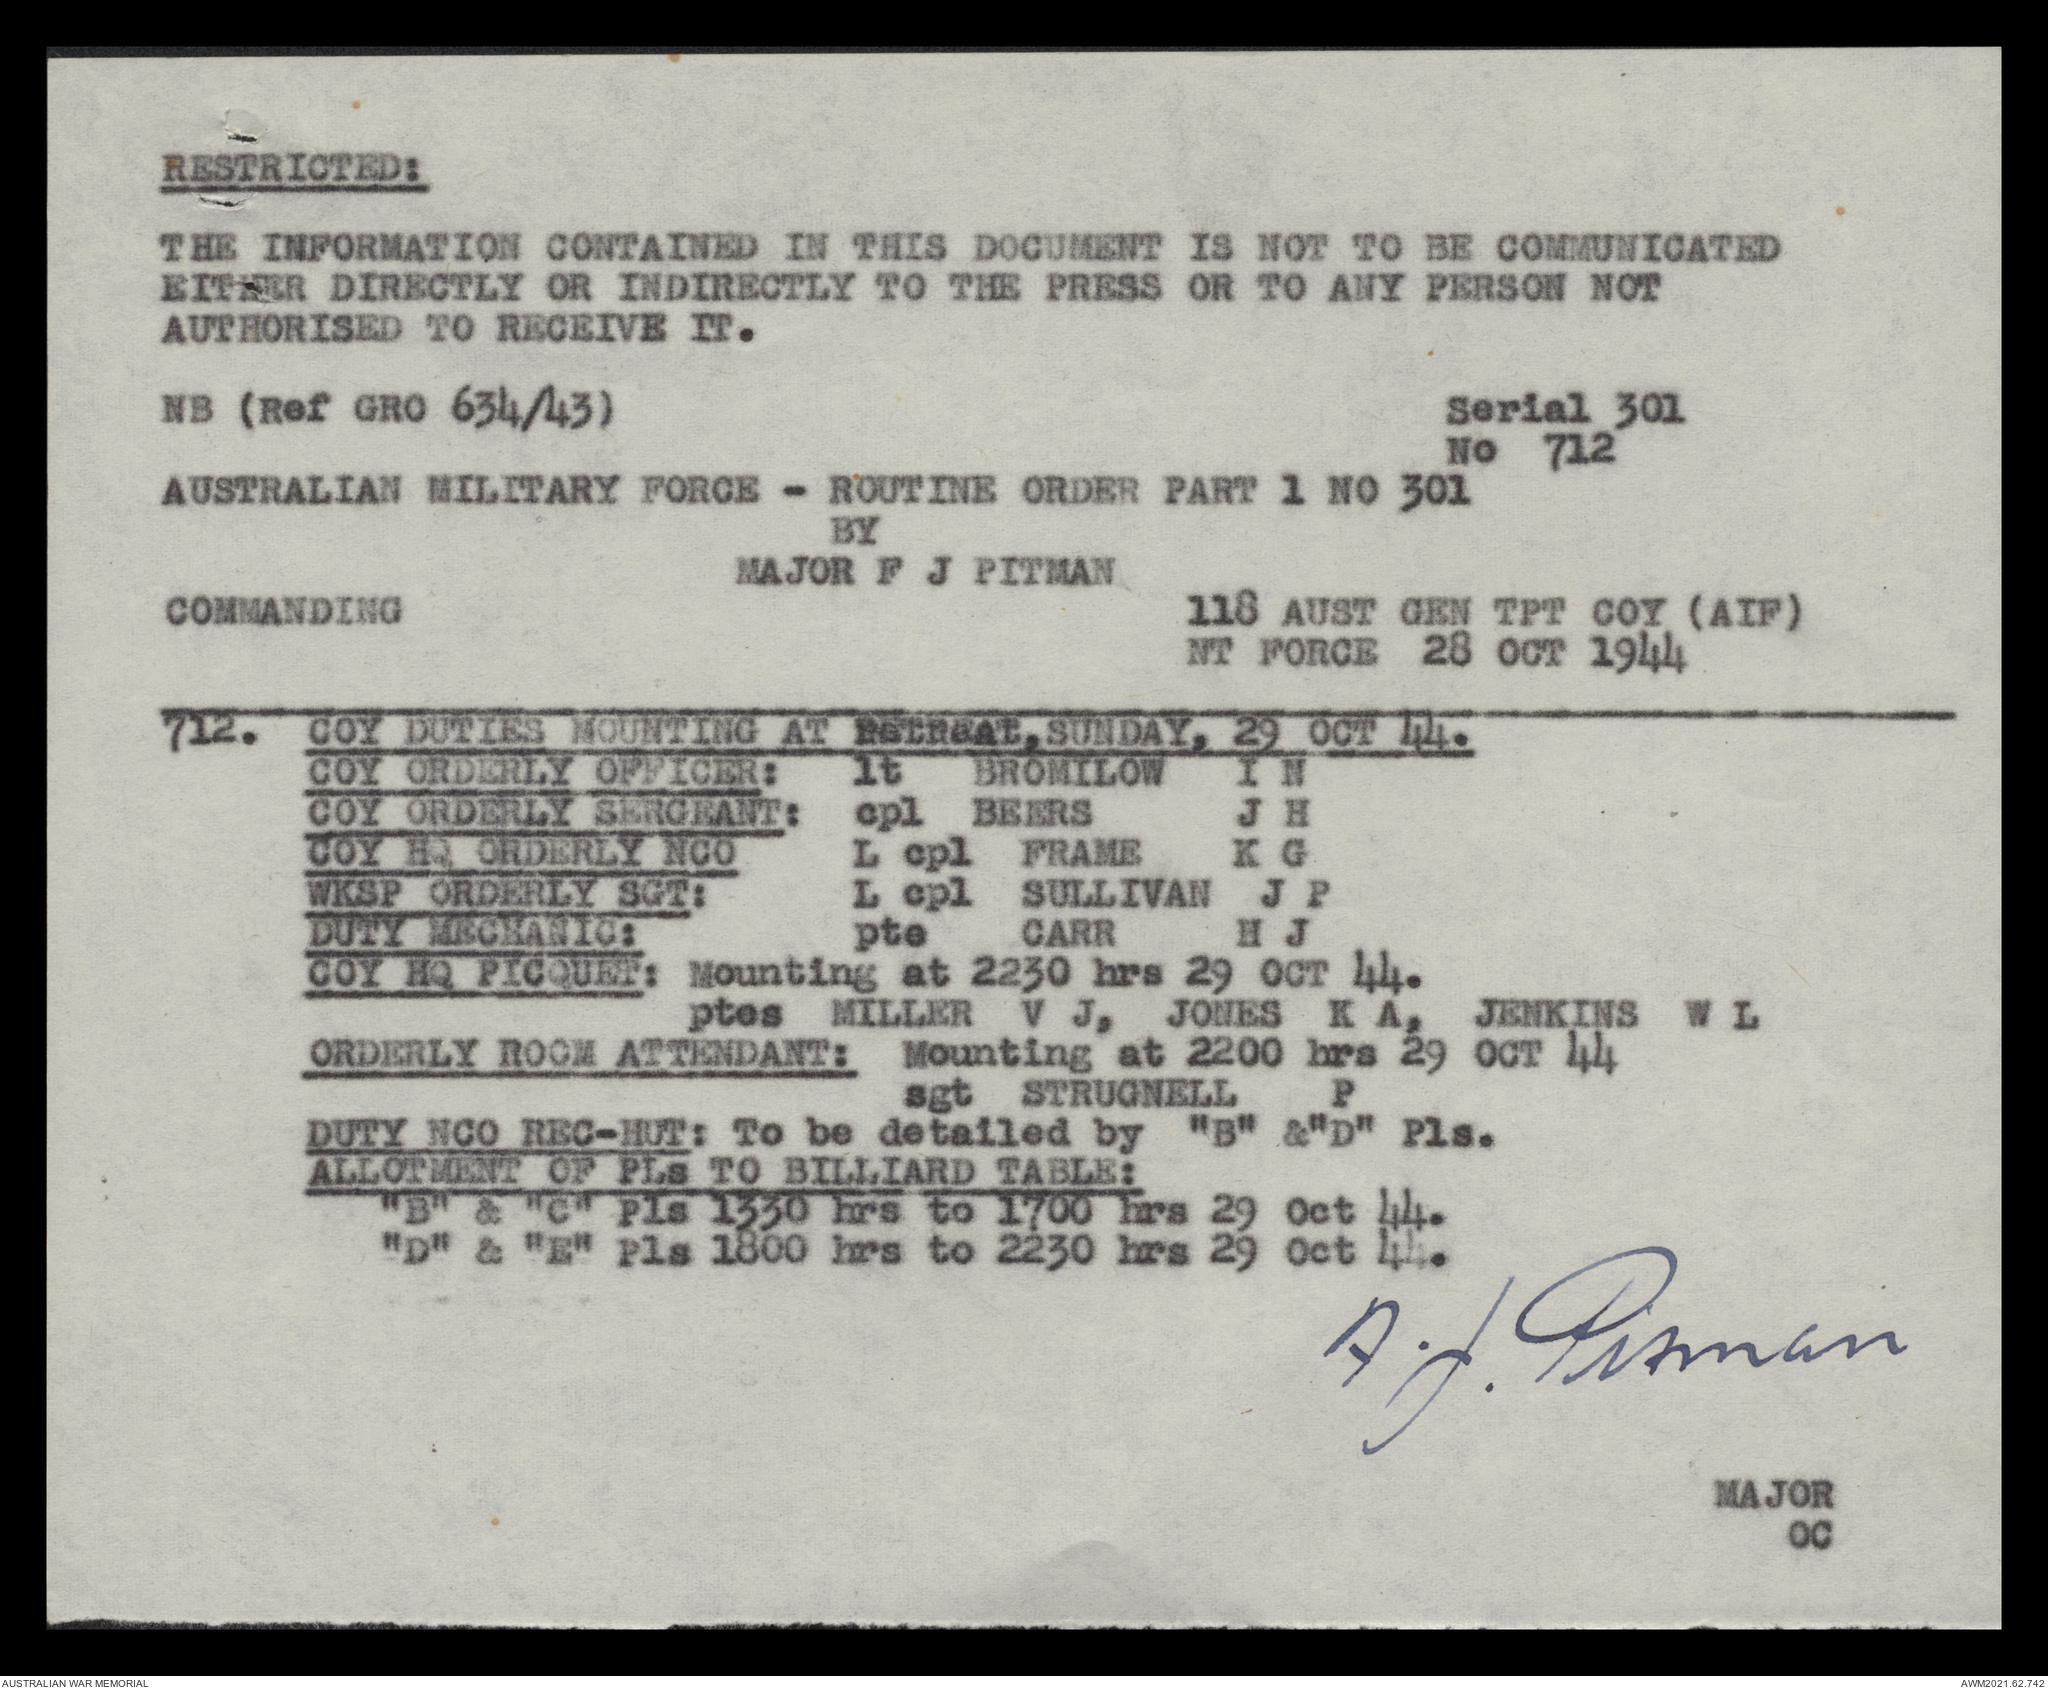 RESTRICTED:
THE INFORMATION CONTAINED IN THIS DOCUMENT IS NOT TO BE COMMUNICATED
EITHER DIRECTLY OR INDIRECTLY TO THE PRESS OR TO ANY PERSON NOT
AUTHORISED TO RECEIVE IT.
NB (Ref GRO 634/43) Serial 301
No 712
AUSTRALIAN MILITARY FORCE - ROUTINE ORDER PART 1 NO 301
BY
MAJOR F J PITMAN
COMMANDING 118 AUST GEN TPT COY (AIF)
NT FORCE 28 OCT 1944
712. COY DUTIES MOUNTING AT RETREAT, SUNDAY, 29 OCT 44.
COY ORDERLY OFFICER: lt BROMILOW I N
COY ORDERLY SERGEANT: cpl BEERS J H
COY HQ ORDERLY NCO L cpl FRAME K G
WKSP ORDERLY SGT: L cpl SULLIVAN J P
DUTY MECHANIC: pte CARR H J
COY HQ PICQUET: Mounting at 2230 hrs 29 OCT 44.
ptes MILLER V J, JONES K A, JENKINS W L
ORDERLY ROOM ATTENDANT: Mounting at 2200 hrs 29 OCT 44
sgt STRUGNELL P
DUTY NCO REC-HUT: To be detailed by "B" &"D" Pls.
ALLOTMENT OF PLs TO BILLIARD TABLE:
"B" & "C" Pls 1330 hrs to 1700 hrs 29 Oct 44.
"D" & "E" Pls 1800 hrs to 2230 hrs 29 Oct 44.
J. Pitman
MAJOR
OC
AUSTRALIAN WAR MEMORIAL AWM2021.62.742